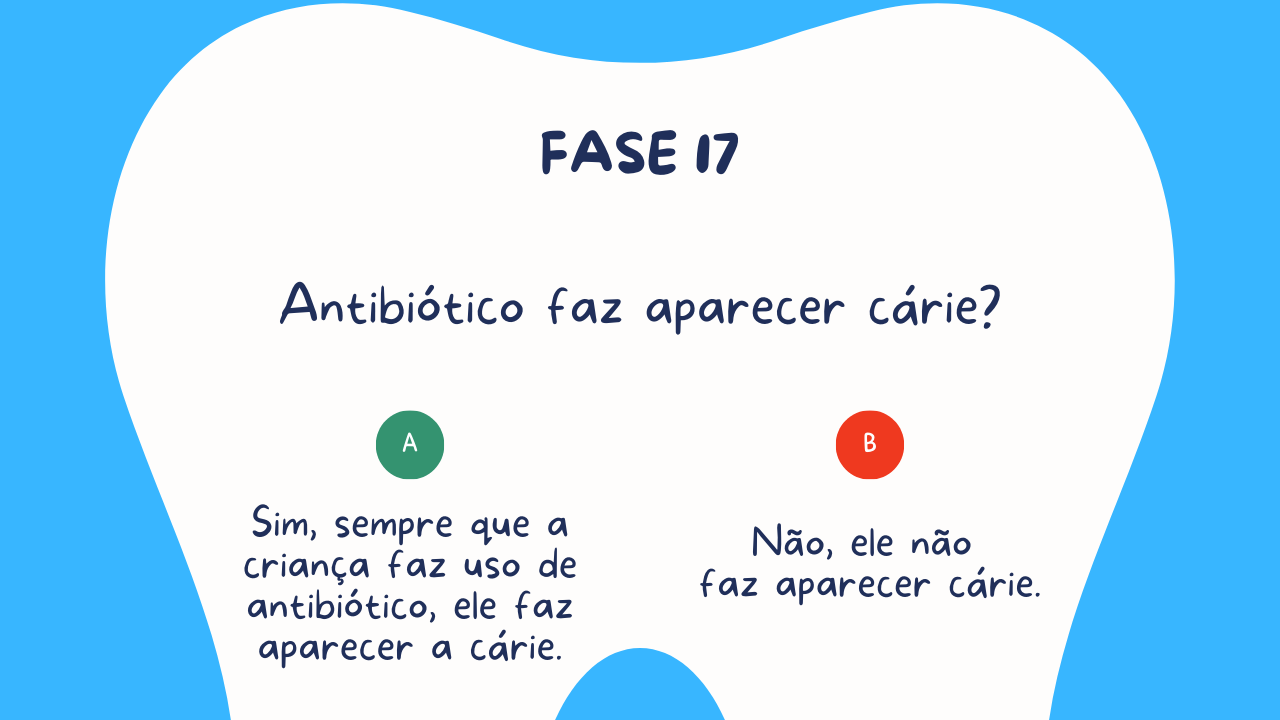 FASE 17
Antibiótico faz aparecer cárie?
A
Sim, sempre que a
criança faz uso de
antibiótico, ele faz
aparecer a cárie.
B
Não, ele não
faz aparecer cárie.